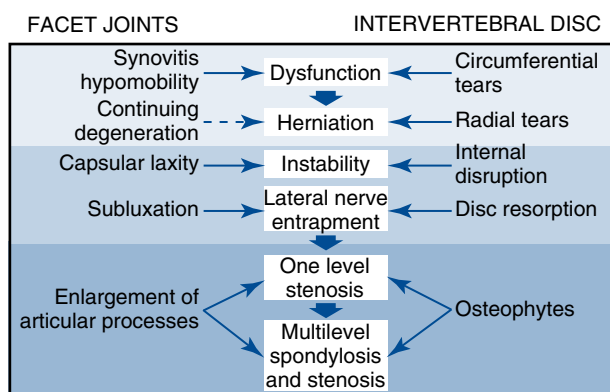 FACET JOINTS
INTERVERTEBRAL DISC
Synovitis
hypomobility
Dysfunction
Circumferential
tears
Continuing
degeneration
Herniation
Radial tears
Capsular laxity
Instability
Internal
disruption
Subluxation
Lateral nerve
entrapment
Disc resorption
One level
stenosis
Enlargement of
articular processes
Osteophytes
Multilevel
spondylosis
and stenosis